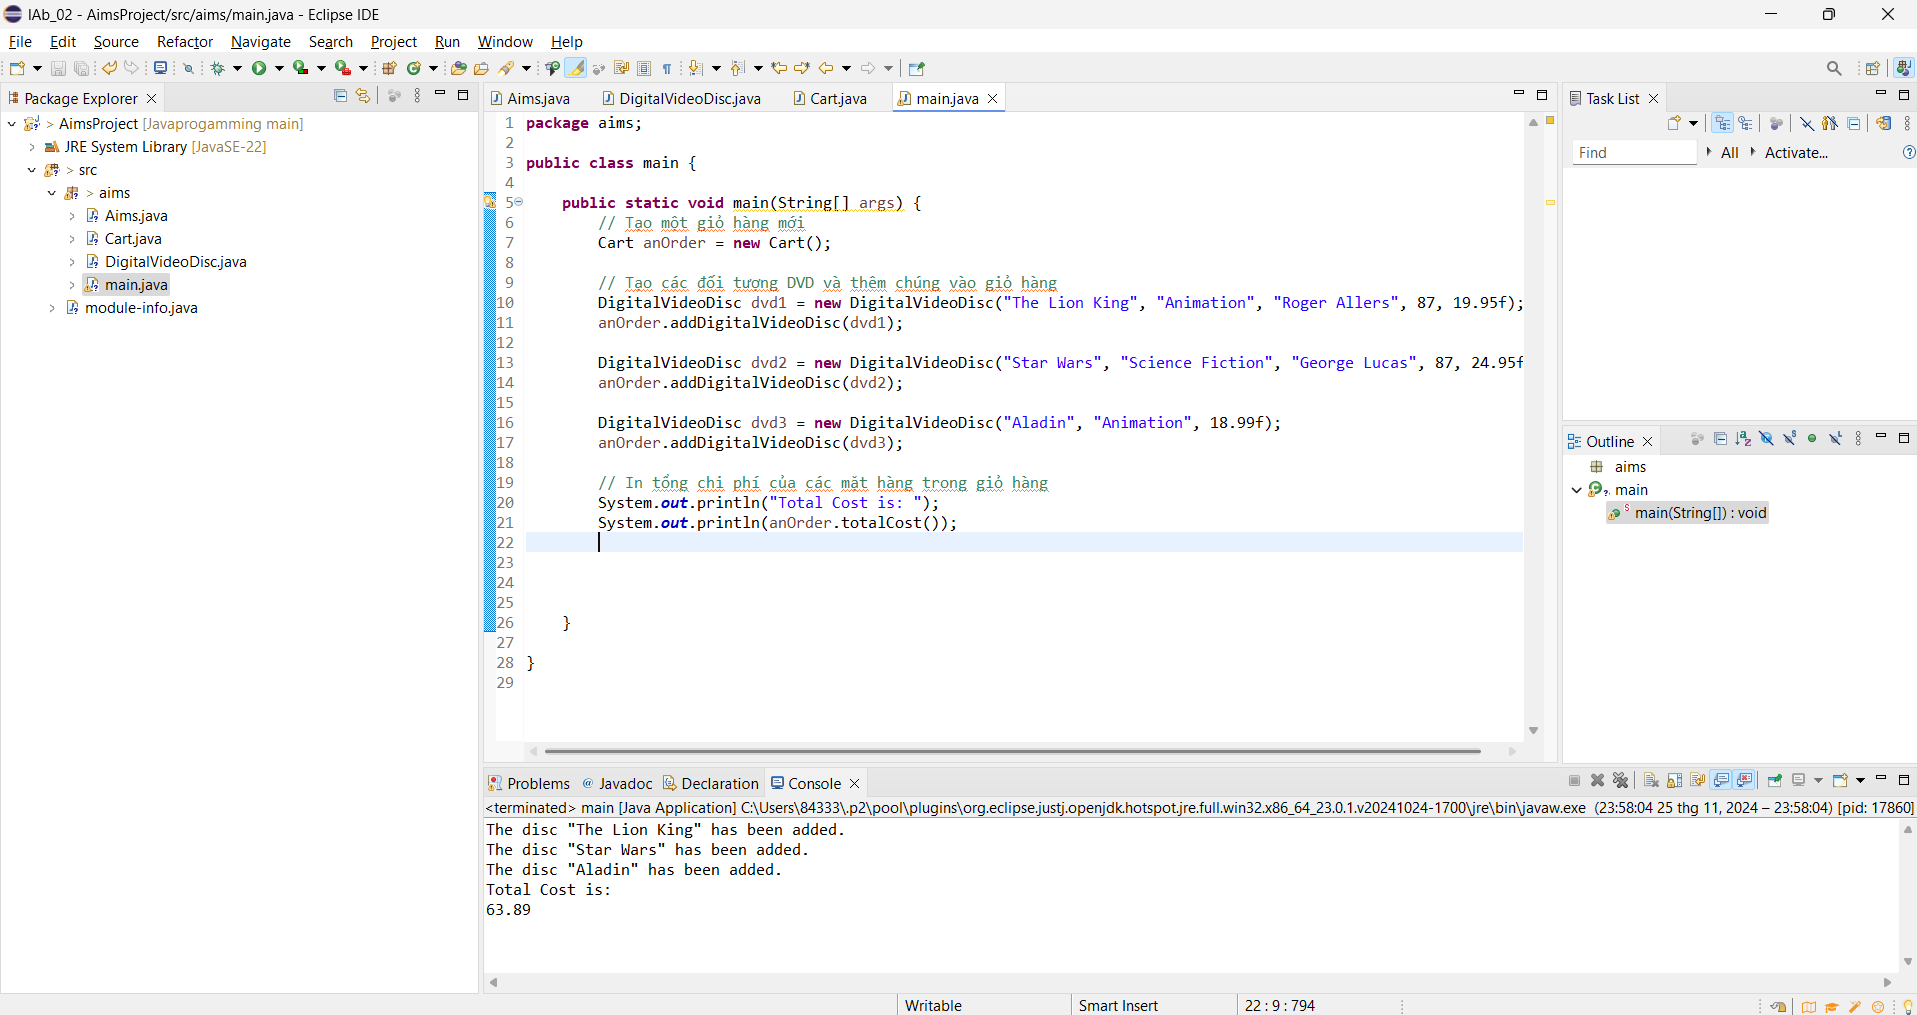 IAb_02 - AimsProject/src/aims/main.java - Eclipse IDE
File Edit Source Refactor Navigate Search Project Run Window Help
Package Explorer
> AimsProject [Javaprogamming main]
JRE System Library [JavaSE-22]
> src
> aims
Aims.java
Cart.java
DigitalVideoDisc.java
main.java
module-info.java
Aims.java DigitalVideoDisc.java Cart.java main.java
1 package aims;
2
3 public class main {
4
5 public static void main(String[] args) {
6 // Tạo một giỏ hàng mới
7 Cart anOrder = new Cart();
8
9 // Tạo các đối tượng DVD và thêm chúng vào giỏ hàng
10 DigitalVideoDisc dvd1 = new DigitalVideoDisc("The Lion King", "Animation", "Roger Allers", 87, 19.95f);
11 anOrder.addDigitalVideoDisc(dvd1);
12
13 DigitalVideoDisc dvd2 = new DigitalVideoDisc("Star Wars", "Science Fiction", "George Lucas", 87, 24.95f
14 anOrder.addDigitalVideoDisc(dvd2);
15
16 DigitalVideoDisc dvd3 = new DigitalVideoDisc("Aladin", "Animation", 18.99f);
17 anOrder.addDigitalVideoDisc(dvd3);
18
19 // In tổng chi phí của các mặt hàng trong giỏ hàng
20 System.out.println("Total Cost is: ");
21 System.out.println(anOrder.totalCost());
22
23
24
25
26 }
27
28 }
29
Task List
Find All Activate...
Outline
aims
main
main(String[]) : void
Problems @ Javadoc Declaration Console
<terminated> main [Java Application] C:\Users\84333\.p2\pool\plugins\org.eclipse.justj.openjdk.hotspot.jre.full.win32.x86_64_23.0.1.v20241024-1700\jre\bin\javaw.exe (23:58:04 25 thg 11, 2024 – 23:58:04) [pid: 17860]
The disc "The Lion King" has been added.
The disc "Star Wars" has been added.
The disc "Aladin" has been added.
Total Cost is:
63.89
Writable Smart Insert 22 : 9 : 794